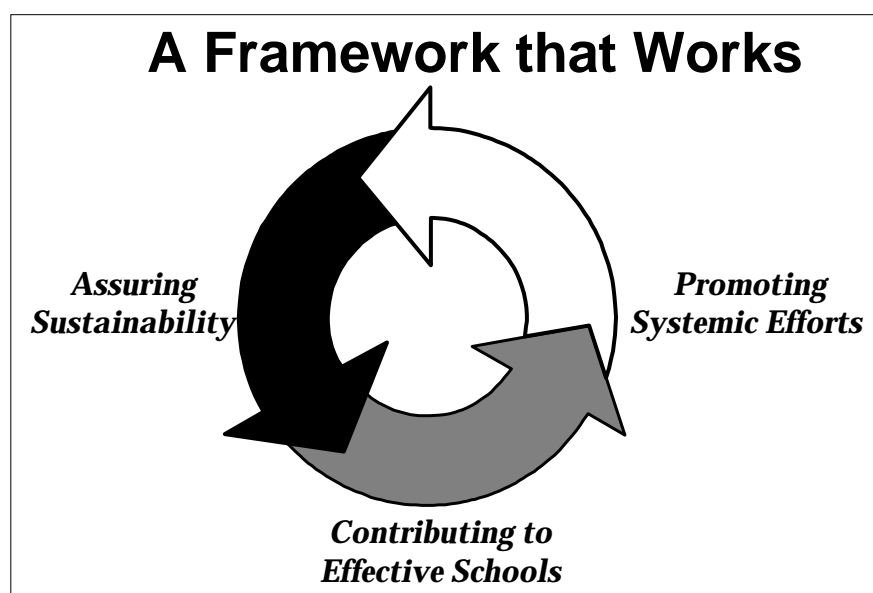 A Framework that Works
Assuring
Sustainability
Promoting
Systemic Efforts
Contributing to
Effective Schools